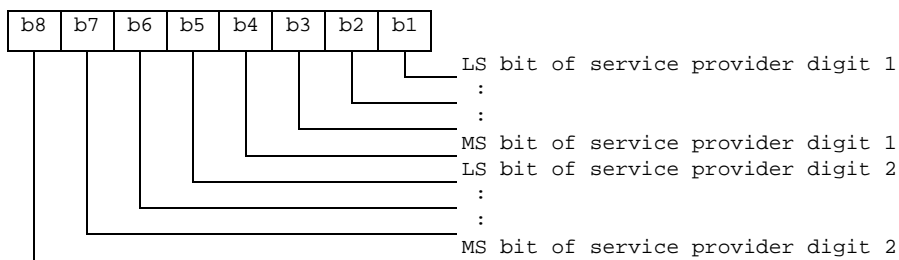 b8 b7 b6 b5 b4 b3 b2 b1
LS bit of service provider digit 1
:
:
MS bit of service provider digit 1
LS bit of service provider digit 2
:
:
MS bit of service provider digit 2